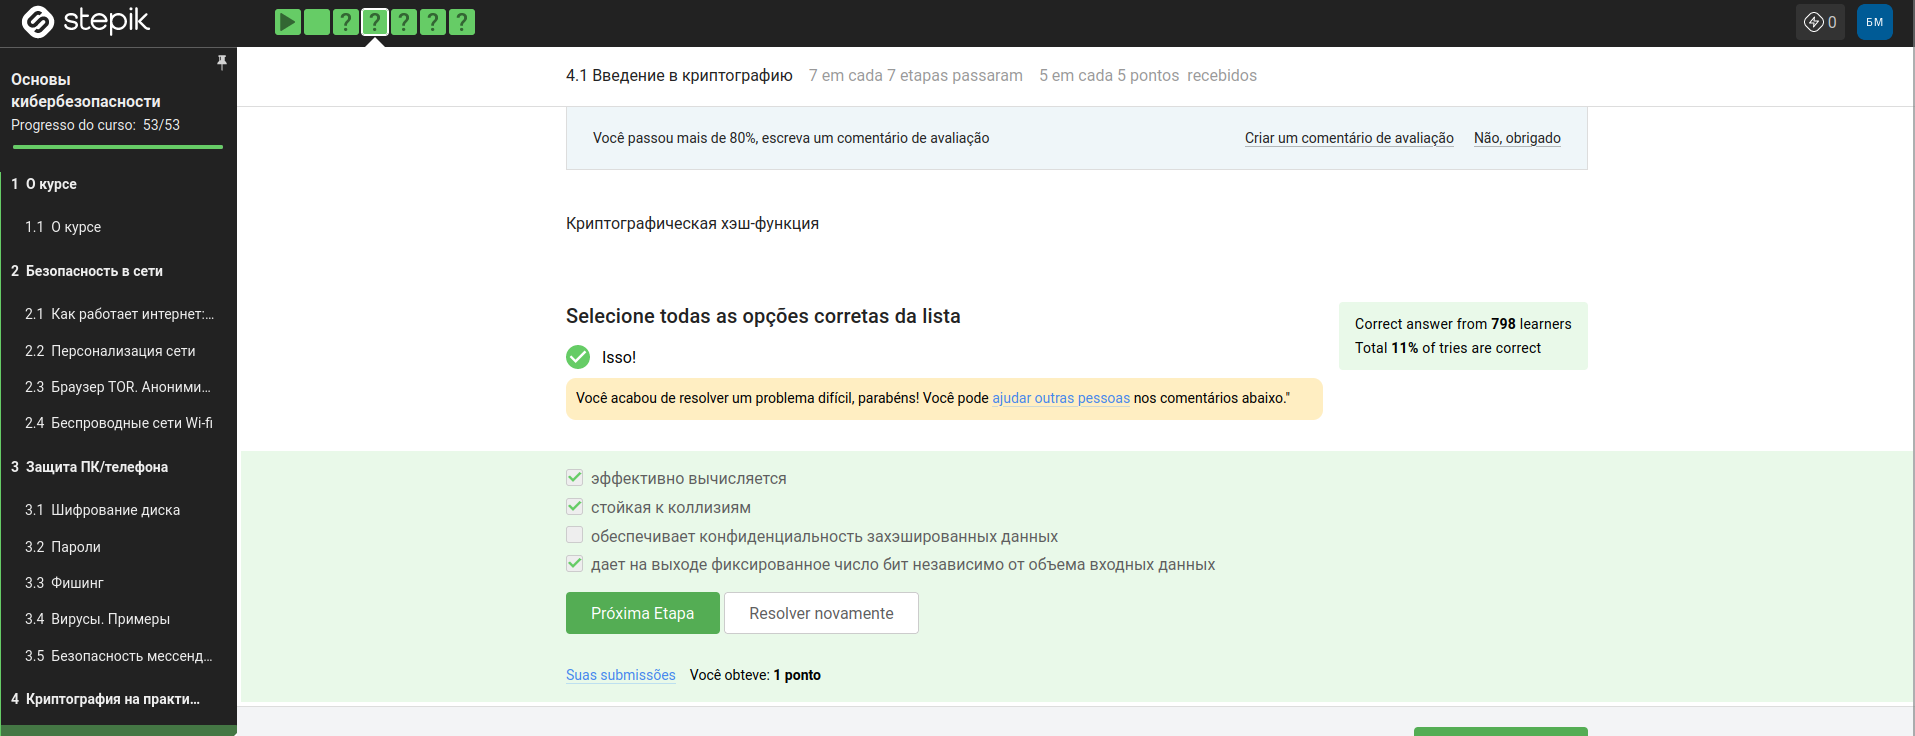 stepik
? ? ? ? ?
0
БМ
Основы
кибербезопасности
Progresso do curso: 53/53
1 О курсе
1.1 О курсе
2 Безопасность в сети
2.1 Как работает интернет:...
2.2 Персонализация сети
2.3 Браузер TOR. Аноними...
2.4 Беспроводные сети Wi-fi
3 Защита ПК/телефона
3.1 Шифрование диска
3.2 Пароли
3.3 Фишинг
3.4 Вирусы. Примеры
3.5 Безопасность мессенд...
4 Криптография на практи...
4.1 Введение в криптографию 7 em cada 7 etapas passaram 5 em cada 5 pontos recebidos
Você passou mais de 80%, escreva um comentário de avaliação Criar um comentário de avaliação Não, obrigado
Криптографическая хэш-функция
Selecione todas as opções corretas da lista
Correct answer from 798 learners
Total 11% of tries are correct
Isso!
Você acabou de resolver um problema difícil, parabéns! Você pode ajudar outras pessoas nos comentários abaixo."
эффективно вычисляется
стойкая к коллизиям
обеспечивает конфиденциальность захэшированных данных
дает на выходе фиксированное число бит независимо от объема входных данных
Próxima Etapa Resolver novamente
Suas submissões Você obteve: 1 ponto